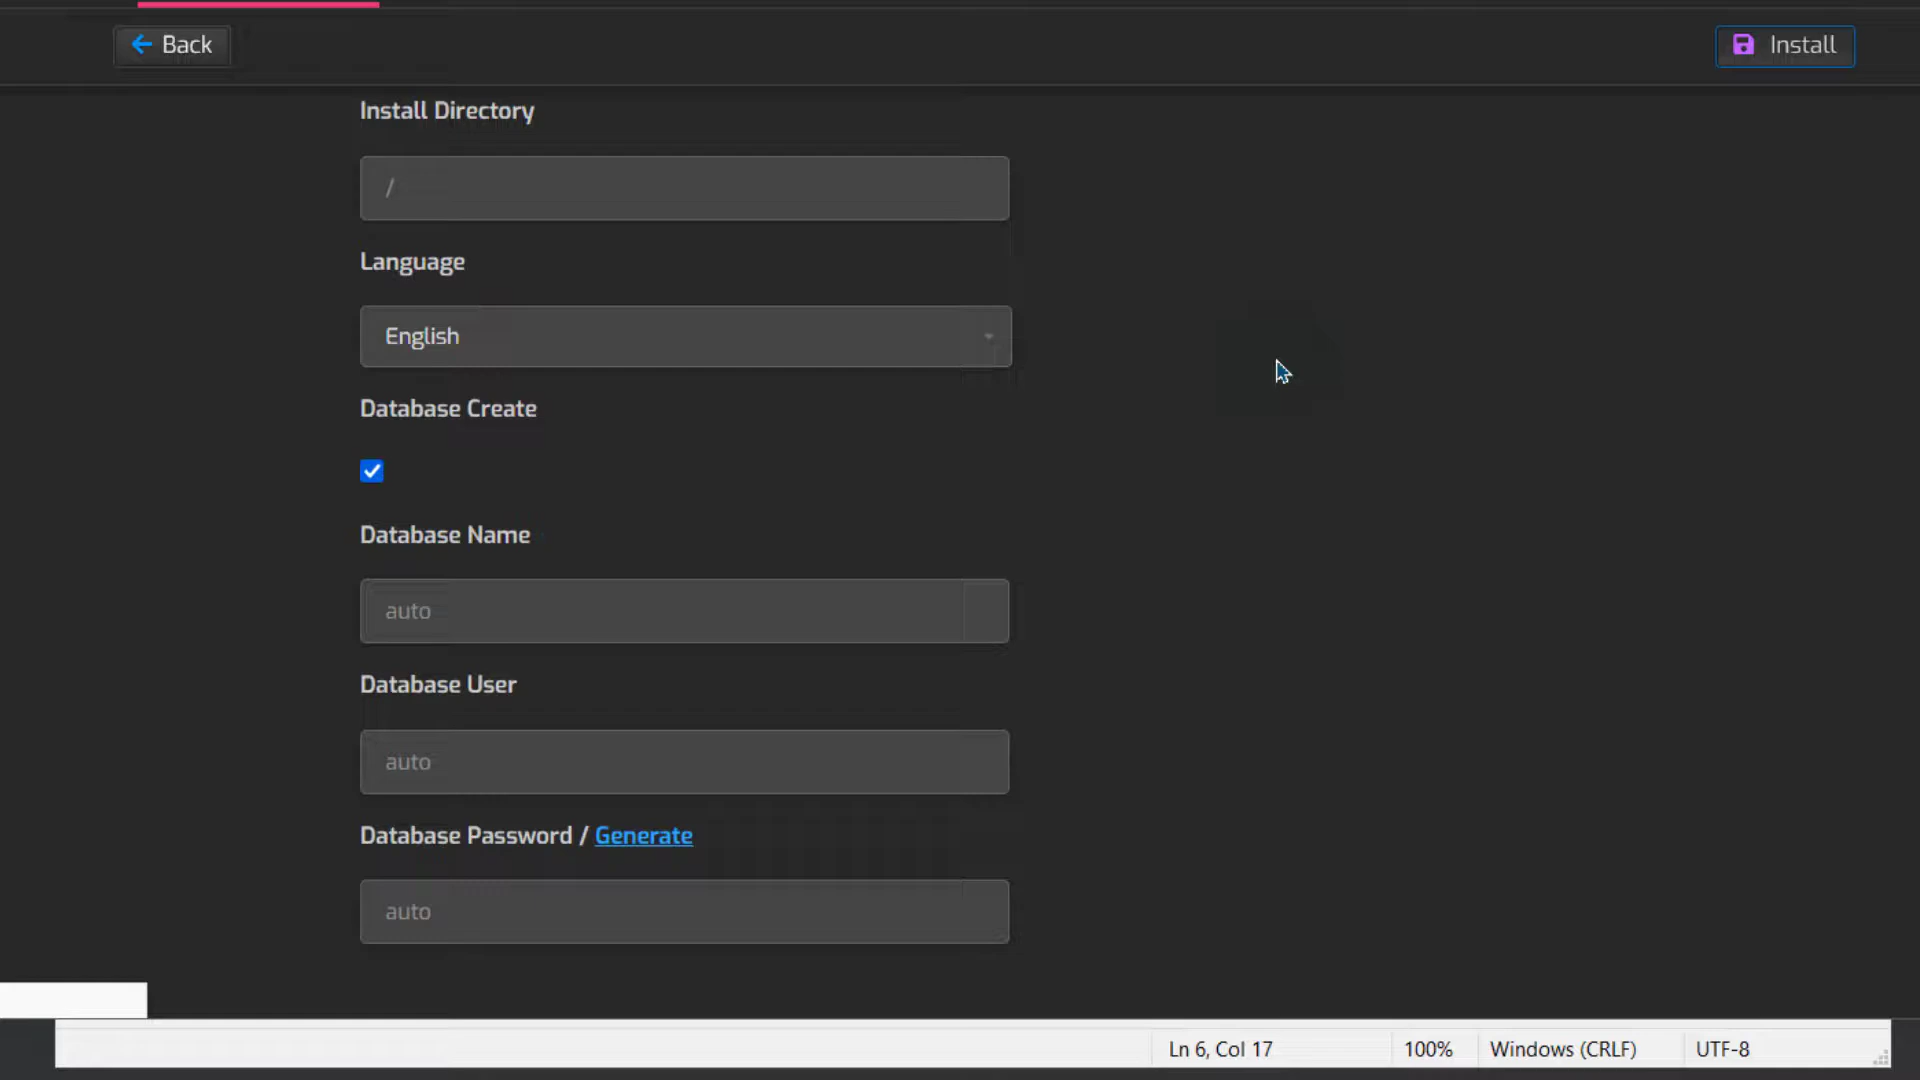 Back
Install
Install Directory
/
Language
English
Database Create
Database Name
auto
Database User
auto
Database Password / Generate
auto
Ln 6, Col 17
100%
Windows (CRLF)
UTF-8